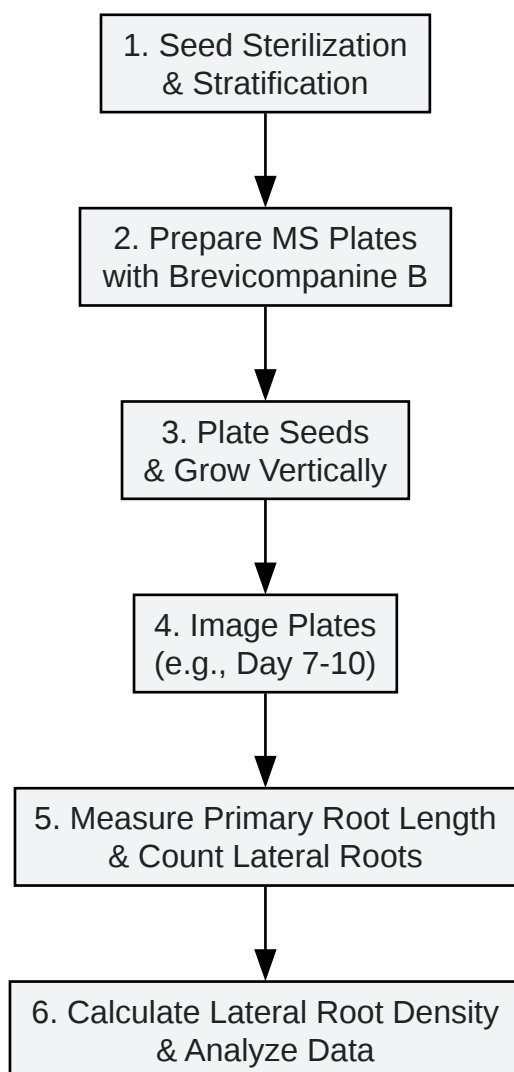 1. Seed Sterilization
& Stratification
2. Prepare MS Plates
with Brevicompanine B
3. Plate Seeds
& Grow Vertically
4. Image Plates
(e.g., Day 7-10)
5. Measure Primary Root Length
& Count Lateral Roots
6. Calculate Lateral Root Density
& Analyze Data